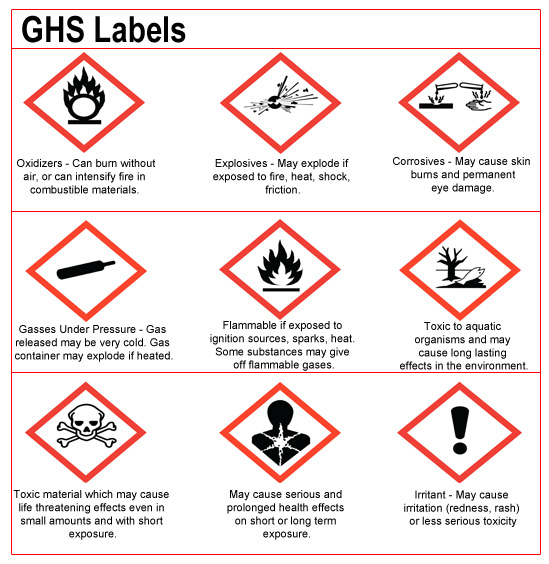 GHS Labels
Oxidizers - Can burn without
air, or can intensify fire in
combustible materials.
Explosives - May explode if
exposed to fire, heat, shock,
friction.
Corrosives - May cause skin
burns and permanent
eye damage.
Gasses Under Pressure - Gas
released may be very cold. Gas
container may explode if heated.
Flammable if exposed to
ignition sources, sparks, heat.
Some substances may give
off flammable gases.
Toxic to aquatic
organisms and may
cause long lasting
effects in the environment.
Toxic material which may cause
life threatening effects even in
small amounts and with short
exposure.
May cause serious and
prolonged health effects
on short or long term
exposure.
Irritant - May cause
irritation (redness, rash)
or less serious toxicity